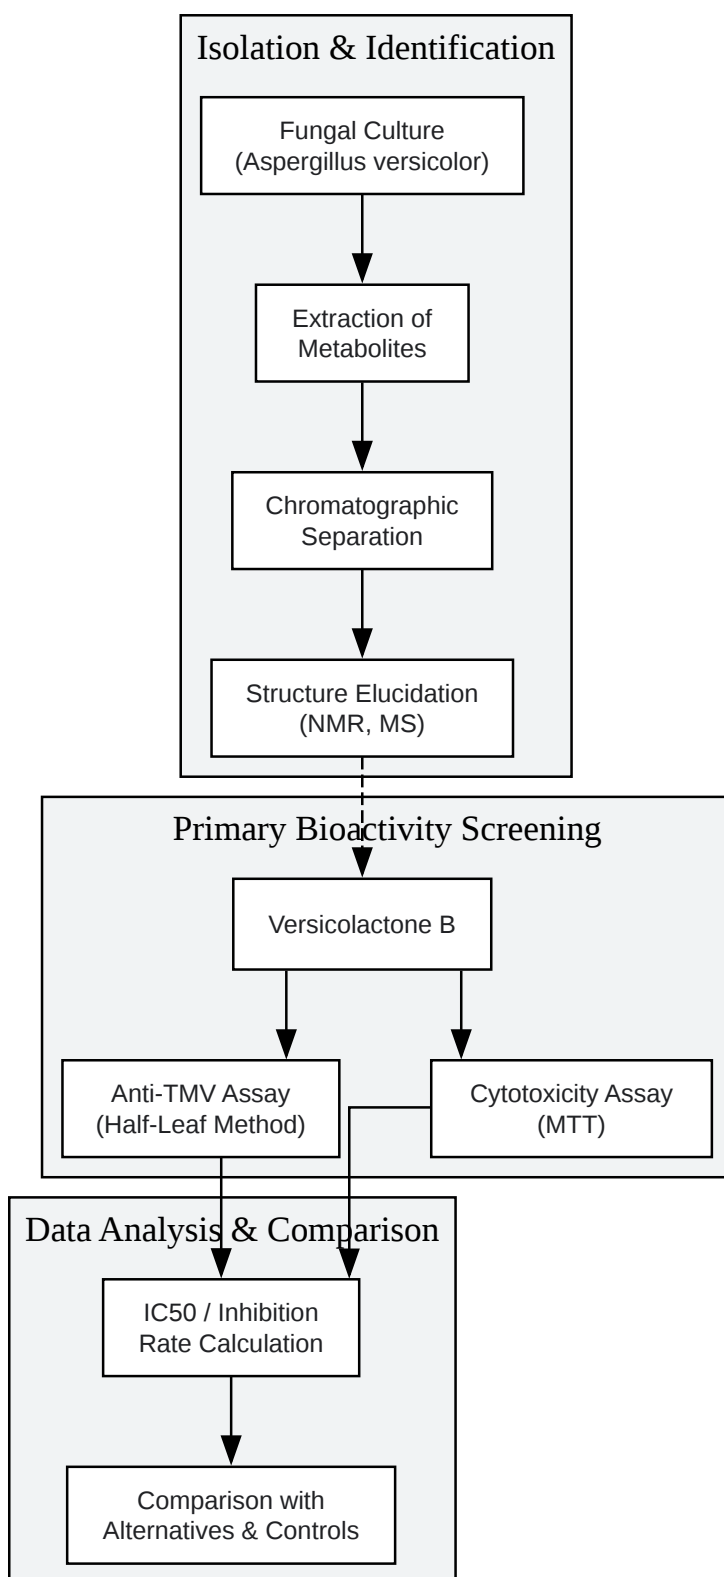 Isolation & Identification
Fungal Culture
(Aspergillus versicolor)
Extraction of
Metabolites
Chromatographic
Separation
Structure Elucidation
(NMR, MS)
Primary Bioactivity Screening
Versicolactone B
Anti-TMV Assay
(Half-Leaf Method)
Cytotoxicity Assay
(MTT)
Data Analysis & Comparison
IC50 / Inhibition
Rate Calculation
Comparison with
Alternatives & Controls